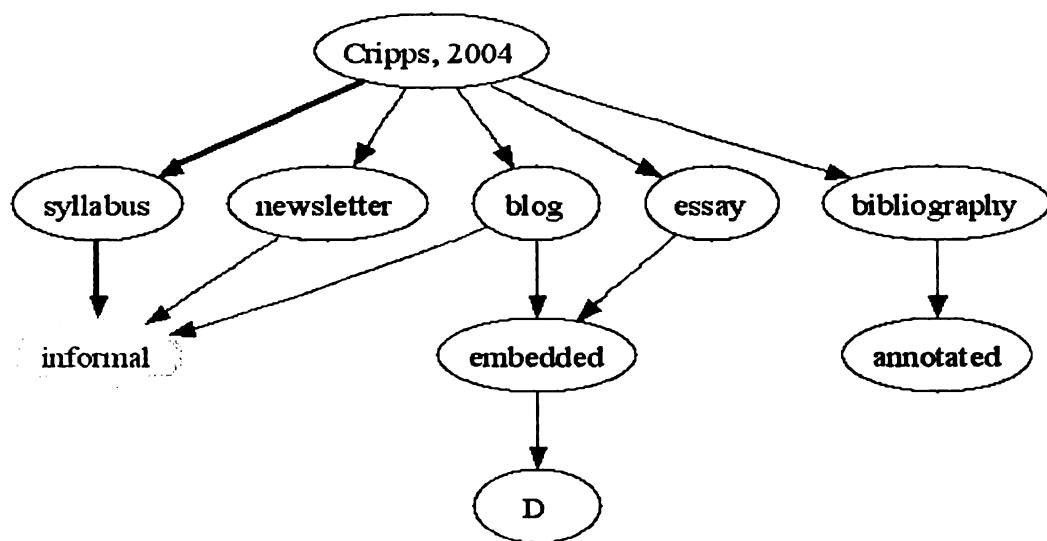 Cripps, 2004
syllabus newsletter blog essay bibliography
informal embedded annotated
D